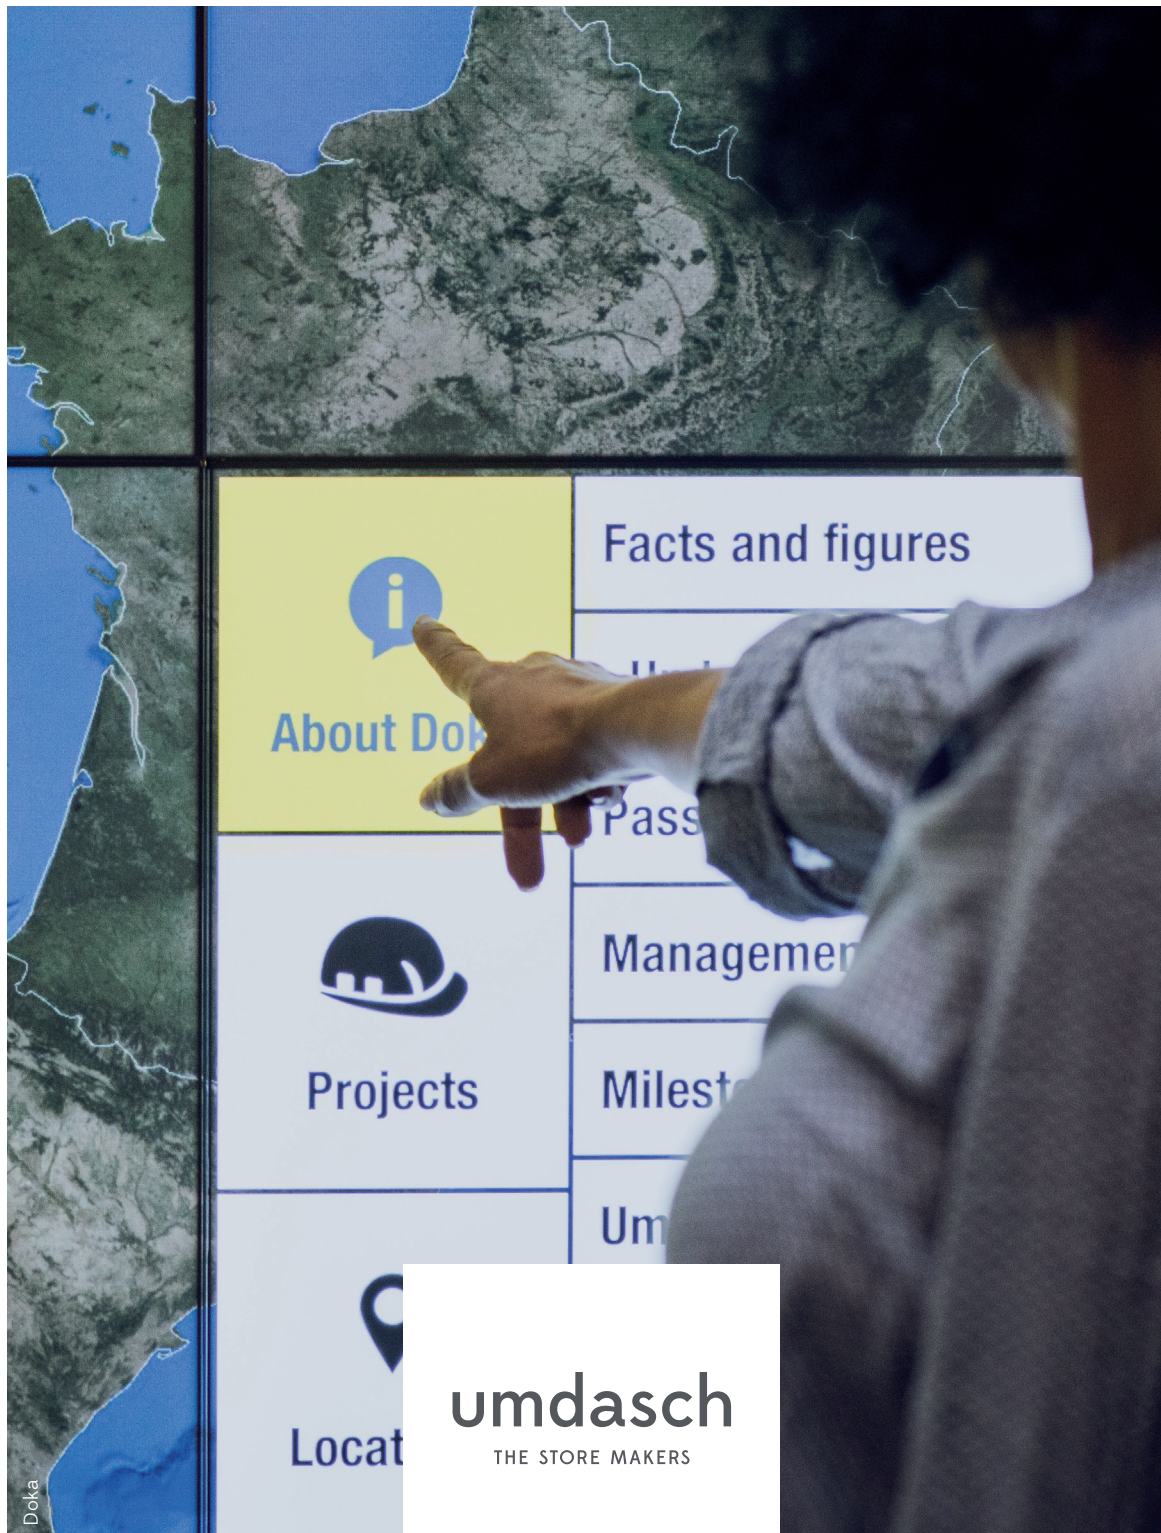 Facts and figures
About Dok
Pass
Managemen
Milest
Projects
Um
Locat
umdasch
THE STORE MAKERS
Doka